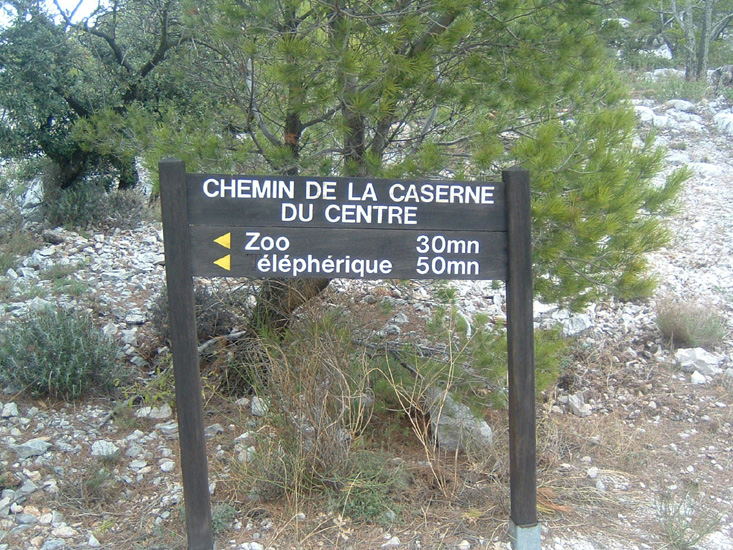 CHEMIN DE LA CASERNE
DU CENTRE
Zoo 30mn
éléphérique 50mn